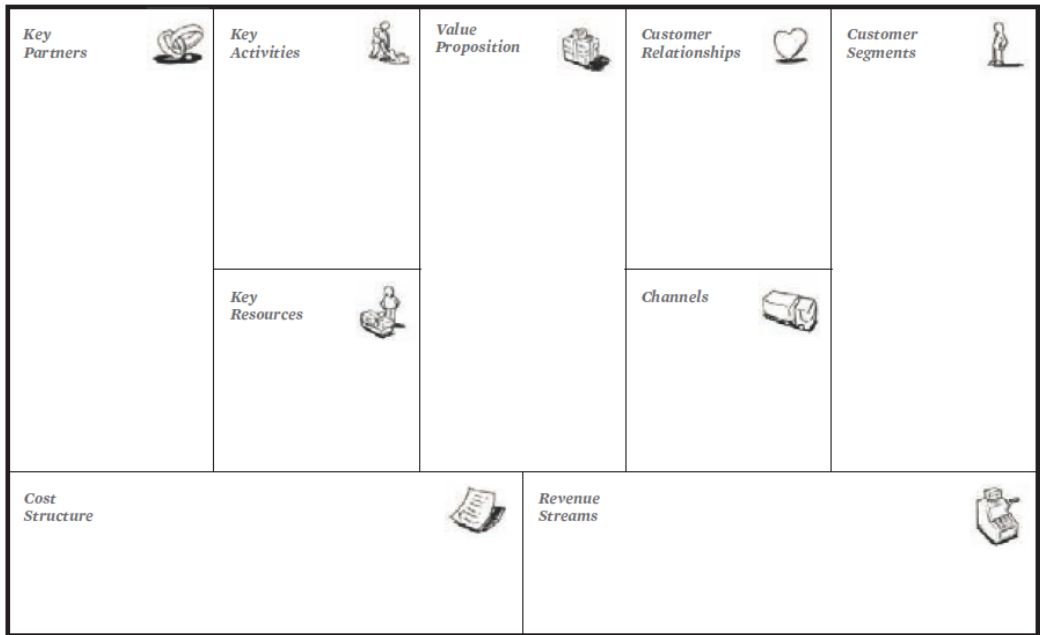 Key
Partners
Key
Activities
Value
Proposition
Customer
Relationships
Customer
Segments
Key
Resources
Channels
Cost
Structure
Revenue
Streams